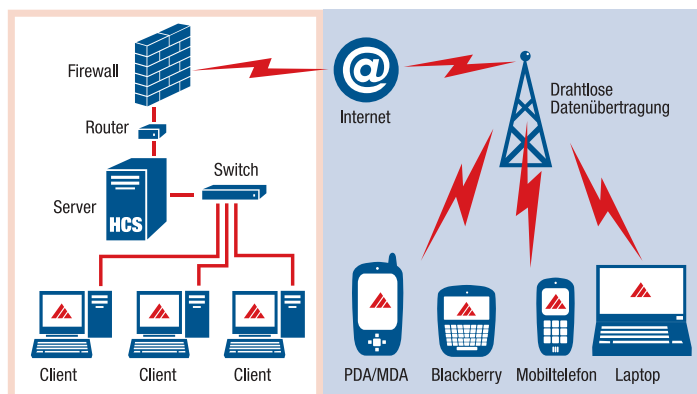 Firewall
Router
Server
HCS
Switch
Client
Client
Client
@
Internet
Drahtlose
Datenübertragung
PDA/MDA
Blackberry
Mobiltelefon
Laptop